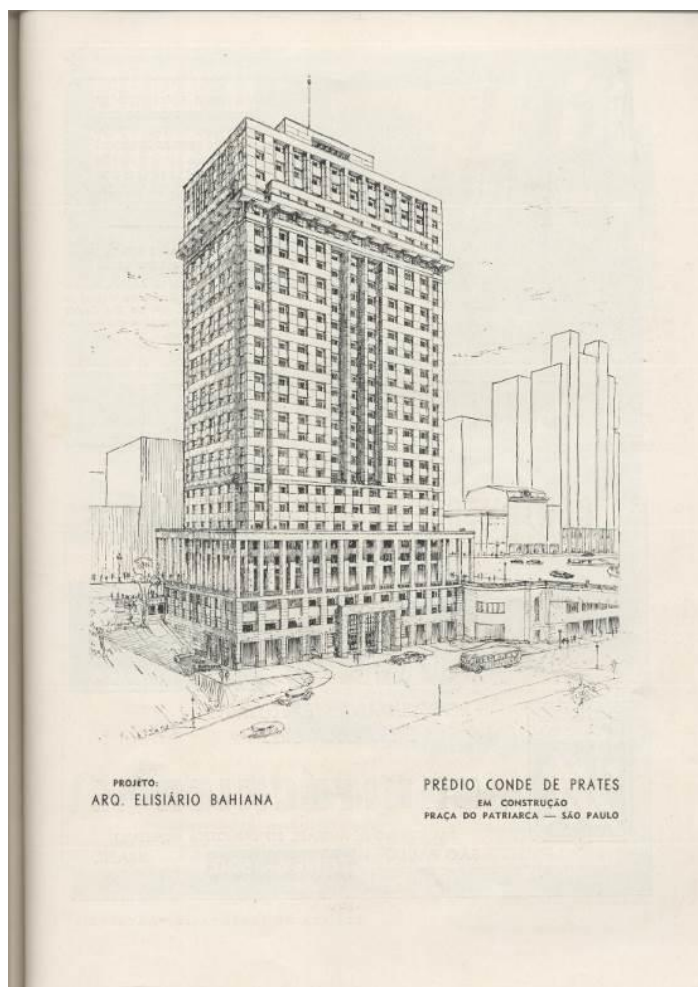 PROJETO:
ARQ. ELISIÁRIO BAHIANA
PRÉDIO CONDE DE PRATES
EM CONSTRUÇÃO
PRAÇA DO PATRIARCA — SÃO PAULO